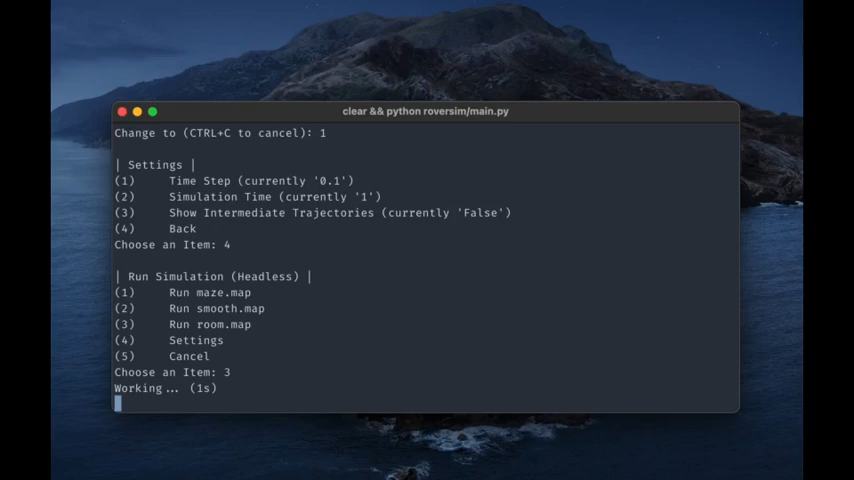 clear && python roversim/main.py
Change to (CTRL+C to cancel): 1
| Settings |
(1) Time Step (currently '0.1')
(2) Simulation Time (currently '1')
(3) Show Intermediate Trajectories (currently 'False')
(4) Back
Choose an Item: 4
| Run Simulation (Headless) |
(1) Run maze.map
(2) Run smooth.map
(3) Run room.map
(4) Settings
(5) Cancel
Choose an Item: 3
Working... (1s)